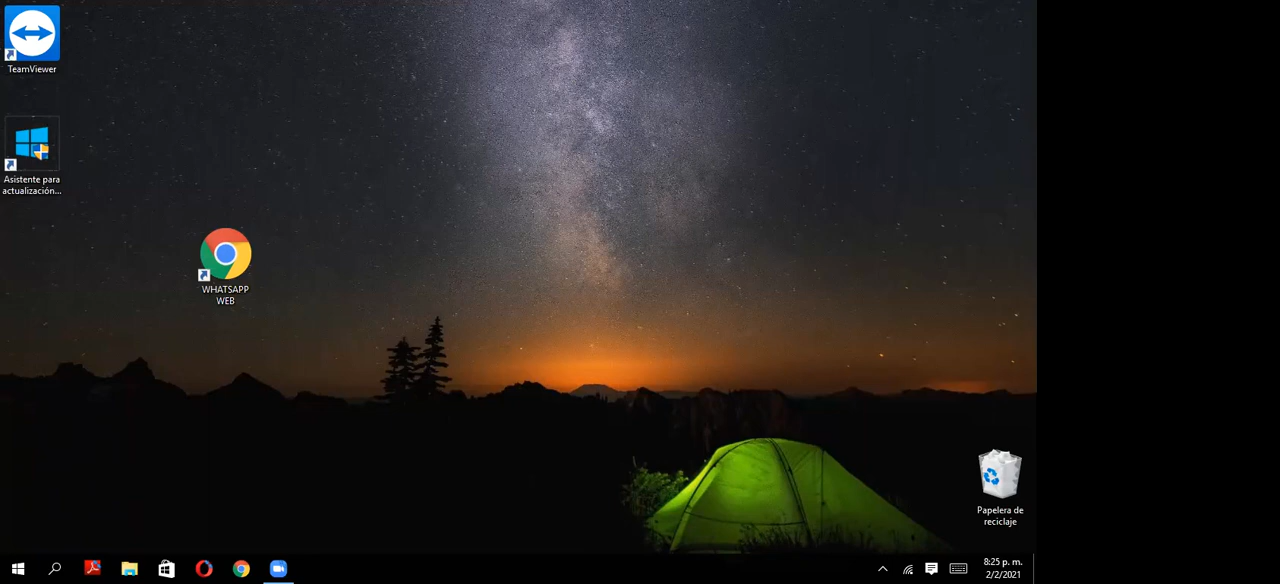 TeamViewer
Asistente para
actualización...
WHATSAPP
WEB
Papelera de
reciclaje
8:25 p. m.
2/2/2021